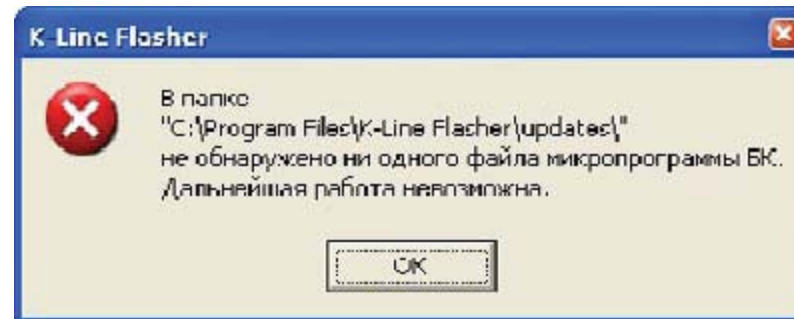 K-Line Flasher
В папке
"C:\Program Files\K-Line Flasher\updates\"
не обнаружено ни одного файла микропрограммы БК.
Дальнейшая работа невозможна.
OK